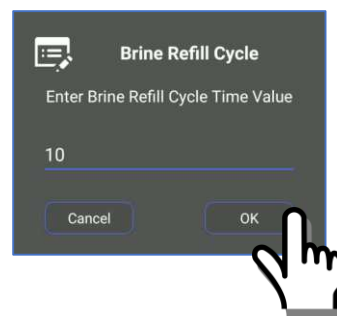 Brine Refill Cycle
Enter Brine Refill Cycle Time Value
10
Cancel
OK